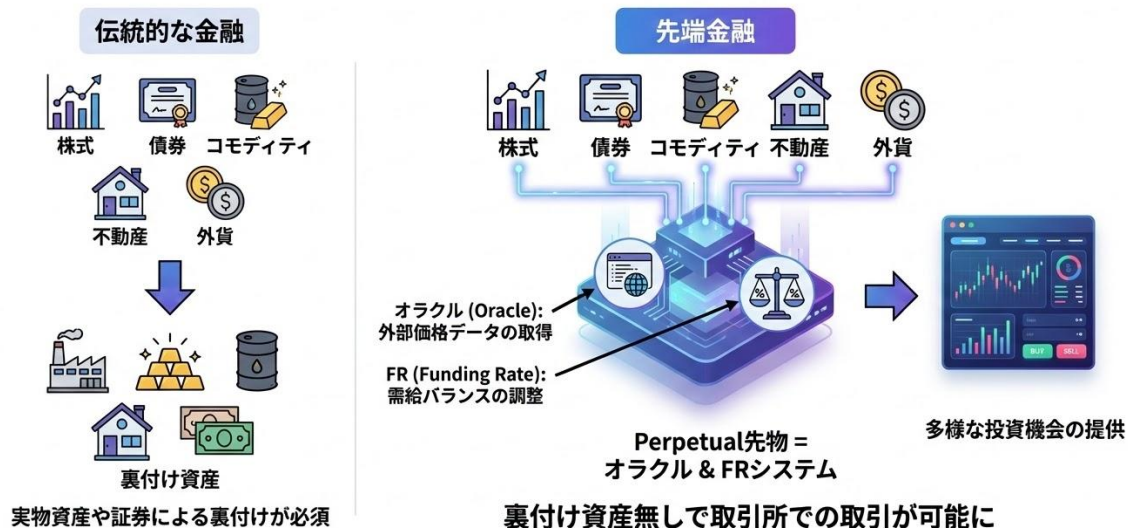 伝統的な金融
株式
債券
コモディティ
不動産
外貨
裏付け資産
実物資産や証券による裏付けが必須
先端金融
株式
債券
コモディティ
不動産
外貨
オラクル (Oracle):
外部価格データの取得
FR (Funding Rate):
需給バランスの調整
Perpetual先物 =
オラクル & FRシステム
裏付け資産無しで取引所での取引が可能に
BUY
SELL
多様な投資機会の提供